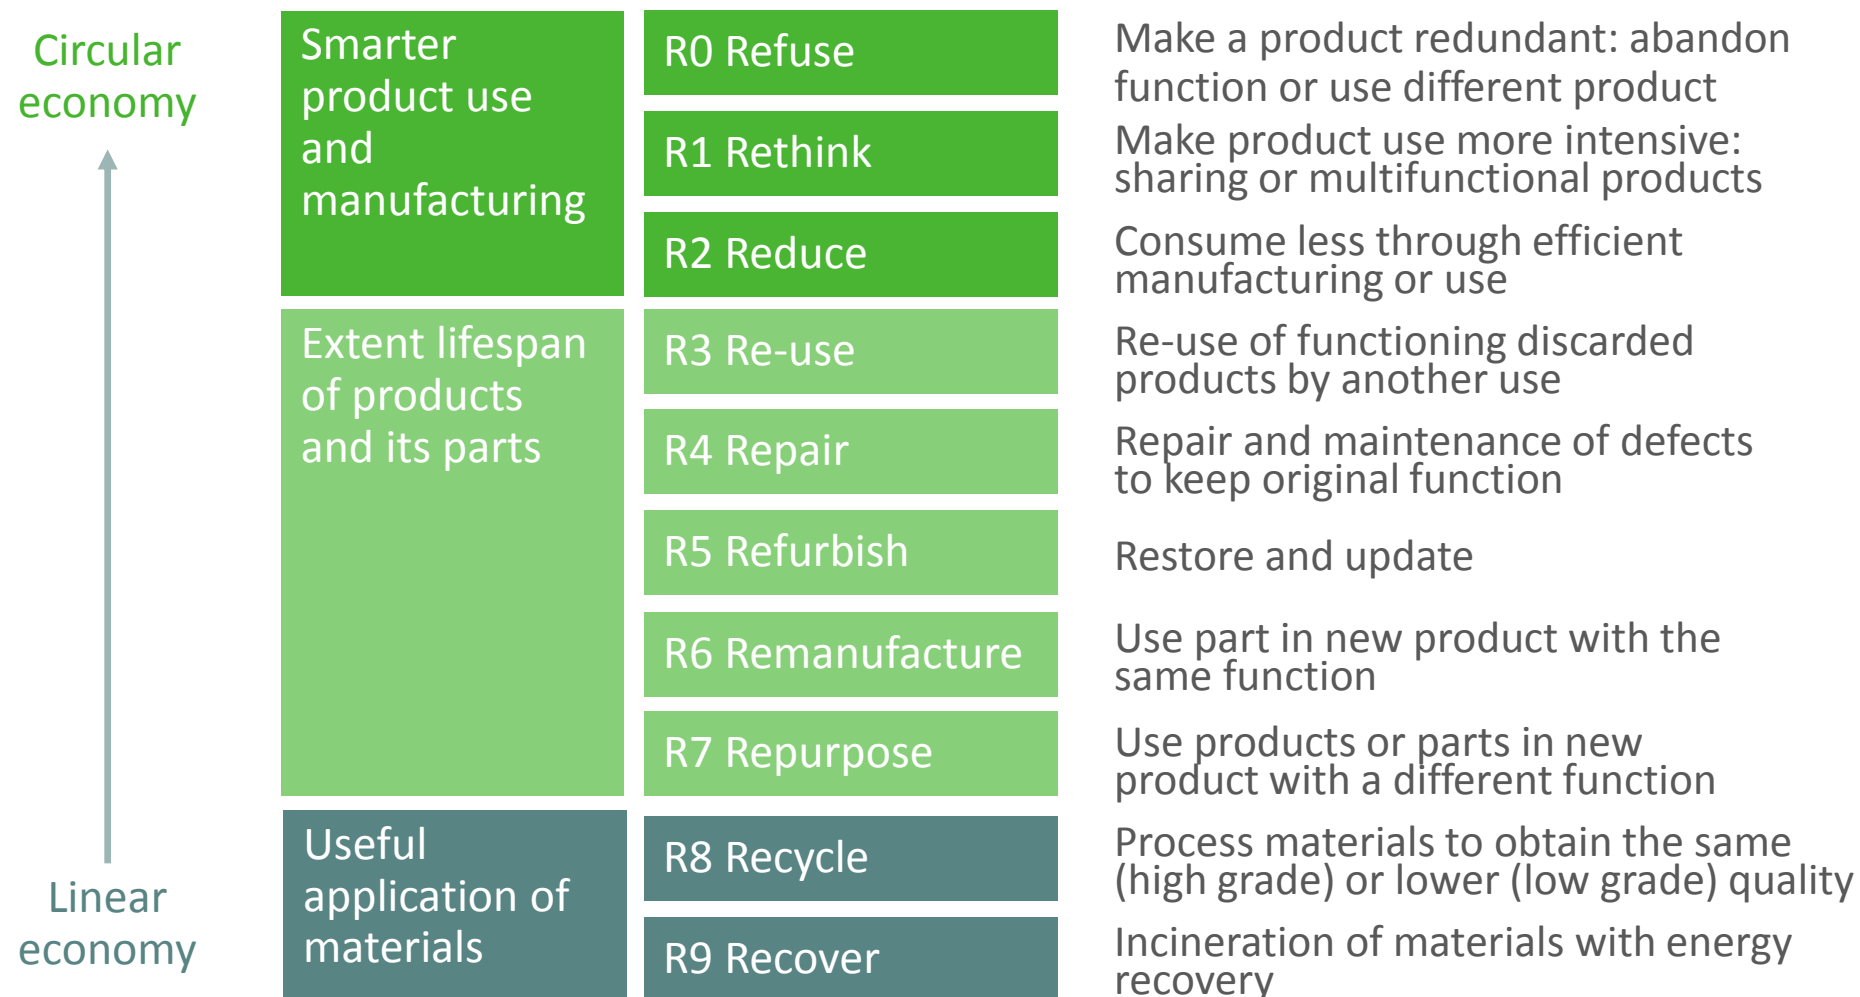 Circular
economy
Linear
economy
Smarter
product use
and
manufacturing
R0 Refuse
Make a product redundant: abandon
function or use different product
R1 Rethink
Make product use more intensive:
sharing or multifunctional products
R2 Reduce
Consume less through efficient
manufacturing or use
Extent lifespan
of products
and its parts
R3 Re-use
Re-use of functioning discarded
products by another use
R4 Repair
Repair and maintenance of defects
to keep original function
R5 Refurbish
Restore and update
R6 Remanufacture
Use part in new product with the
same function
R7 Repurpose
Use products or parts in new
product with a different function
Useful
application of
materials
R8 Recycle
Process materials to obtain the same
(high grade) or lower (low grade) quality
R9 Recover
Incineration of materials with energy
recovery